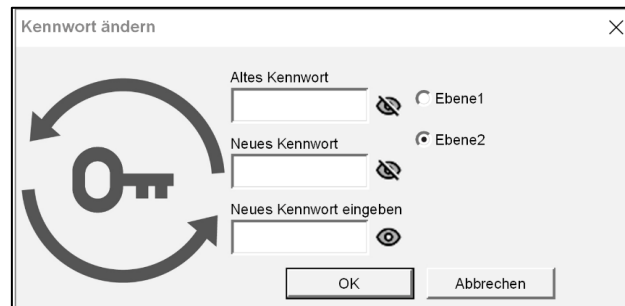 Kennwort ändern
Altes Kennwort
Ebene1
Neues Kennwort
Ebene2
Neues Kennwort eingeben
OK
Abbrechen